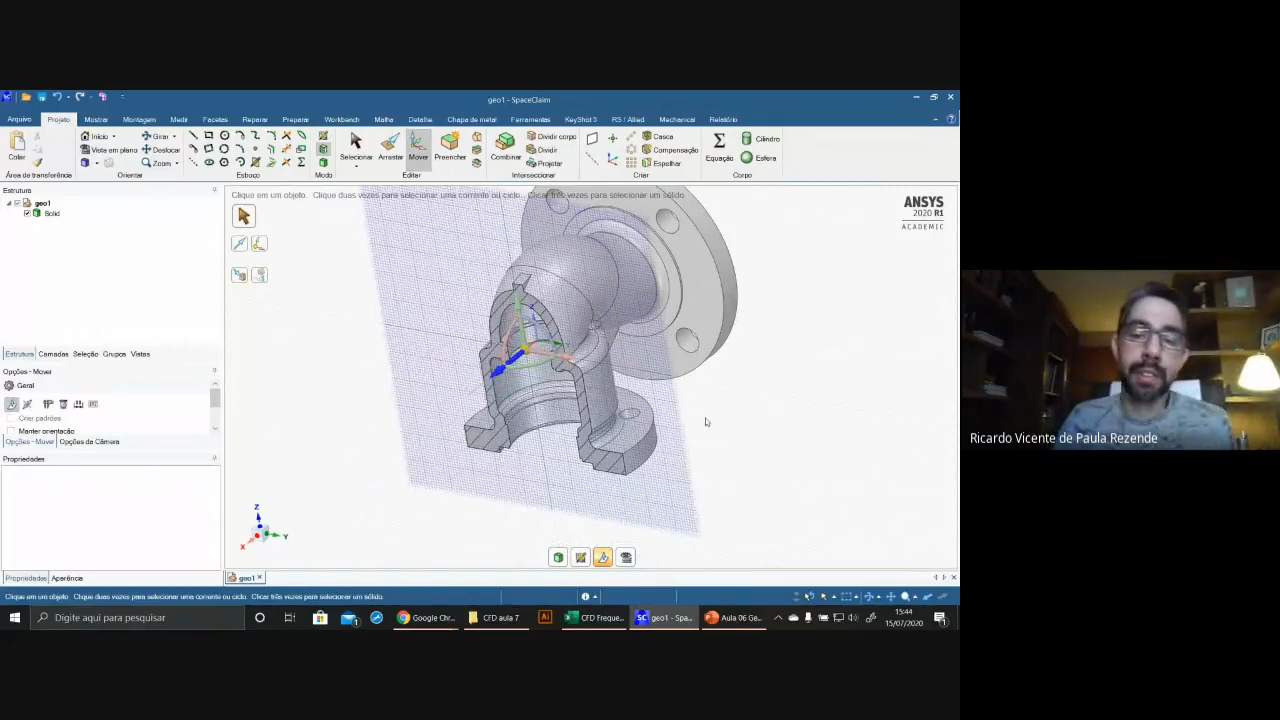 geo1 - SpaceClaim
Arquivo Projeto Mostrar Montagem Medir Facetas Reparar Preparar Workbench Malha Detalhe Chapa de metal Ferramentas KeyShot 3 RS / Allied Mechanical Relatório
Colar
Início
Vista em plano
Girar
Deslocar
Zoom
Selecionar
Arrastar
Mover
Preencher
Combinar
Dividir corpo
Dividir
Projetar
Casca
Compensação
Espelhar
Equação
Cilindro
Esfera
Área de transferência Orientar Esboço Modo Editar Interseccionar Criar Corpo
Estrutura
geo1
Solid
Clique em um objeto. Clique duas vezes para selecionar uma corrente ou ciclo. Clicar três vezes para selecionar um sólido
ANSYS
2020 R1
ACADEMIC
Estrutura Camadas Seleção Grupos Vistas
Opções - Mover
Geral
Criar padrões
Manter orientação
Opções - Mover Opções da Câmera
Propriedades
Z
Y
X
Propriedades Aparência
geo1
Clique em um objeto. Clique duas vezes para selecionar uma corrente ou ciclo. Clicar três vezes para selecionar um sólido.
Digite aqui para pesquisar
Google Chr...
CFD aula 7
CFD Freque...
geo1 - Spa...
Aula 06 Ge...
15:44
15/07/2020
Ricardo Vicente de Paula Rezende